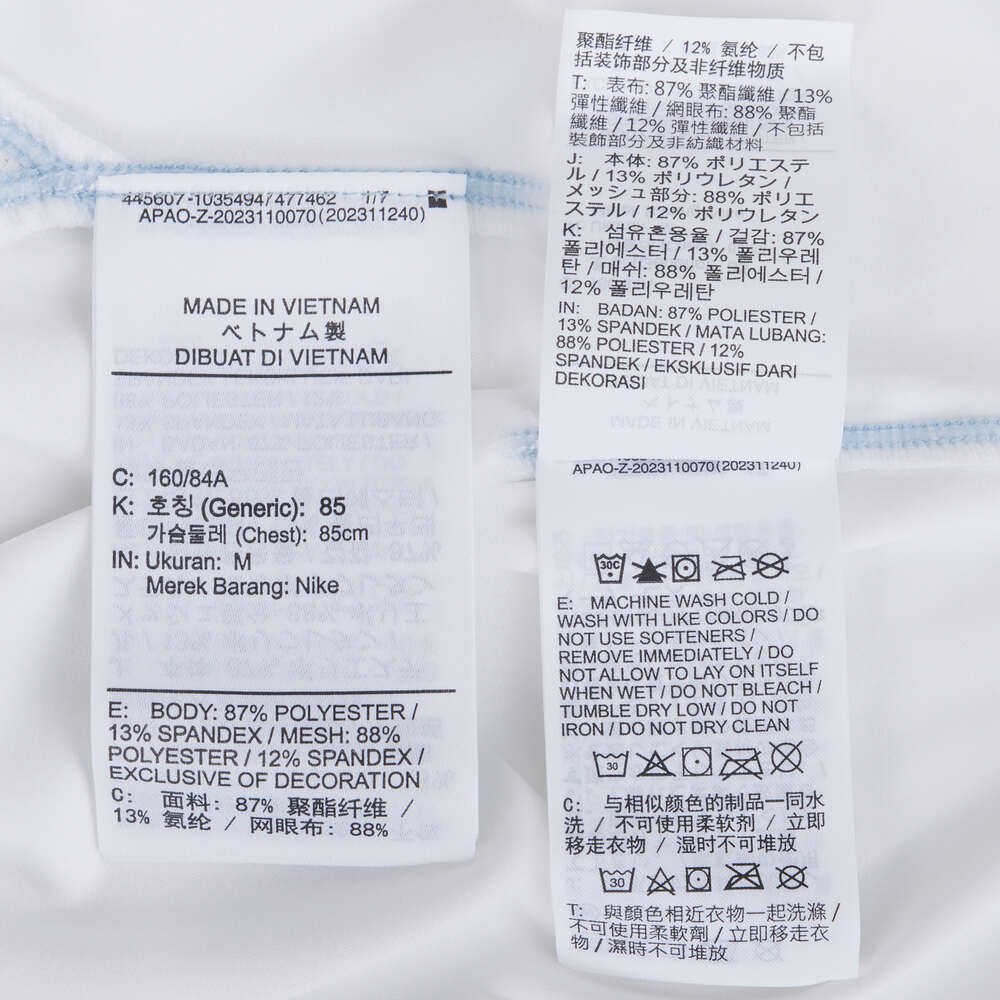 445607-1035494/477462 1/7
APAO-Z-2023110070(202311240)
MADE IN VIETNAM
ベトナム製
DIBUAT DI VIETNAM
C: 160/84A
K: 호칭 (Generic): 85
가슴둘레 (Chest): 85cm
IN: Ukuran: M
Merek Barang: Nike
E: BODY: 87% POLYESTER /
13% SPANDEX / MESH: 88%
POLYESTER / 12% SPANDEX /
EXCLUSIVE OF DECORATION
C: 面料: 87% 聚酯纤维 /
13% 氨纶 / 网眼布: 88%
聚酯纤维 / 12% 氨纶 / 不包
括装饰部分及非纤维物质
T: 表布: 87% 聚酯纖維 / 13%
彈性纖維 / 網眼布: 88% 聚酯
纖維 / 12% 彈性纖維 / 不包括
裝飾部分及非紡織材料
J: 本体: 87% ポリエステ
ル / 13% ポリウレタン /
メッシュ部分: 88% ポリエ
ステル / 12% ポリウレタン
K: 섬유혼용율 / 겉감: 87%
폴리에스터 / 13% 폴리우레
탄 / 매쉬: 88% 폴리에스터 /
12% 폴리우레탄
IN: BADAN: 87% POLIESTER /
13% SPANDEK / MATA LUBANG:
88% POLIESTER / 12%
SPANDEK / EKSKLUSIF DARI
DEKORASI
APAO-Z-2023110070(202311240)
30C
E: MACHINE WASH COLD /
WASH WITH LIKE COLORS / DO
NOT USE SOFTENERS /
REMOVE IMMEDIATELY / DO
NOT ALLOW TO LAY ON ITSELF
WHEN WET / DO NOT BLEACH /
TUMBLE DRY LOW / DO NOT
IRON / DO NOT DRY CLEAN
30
C: 与相似颜色的制品一同水
洗 / 不可使用柔软剂 / 立即
移走衣物 / 湿时不可堆放
30
T: 與顏色相近衣物一起洗滌 /
不可使用柔軟劑 / 立即移走衣
物 / 濕時不可堆放